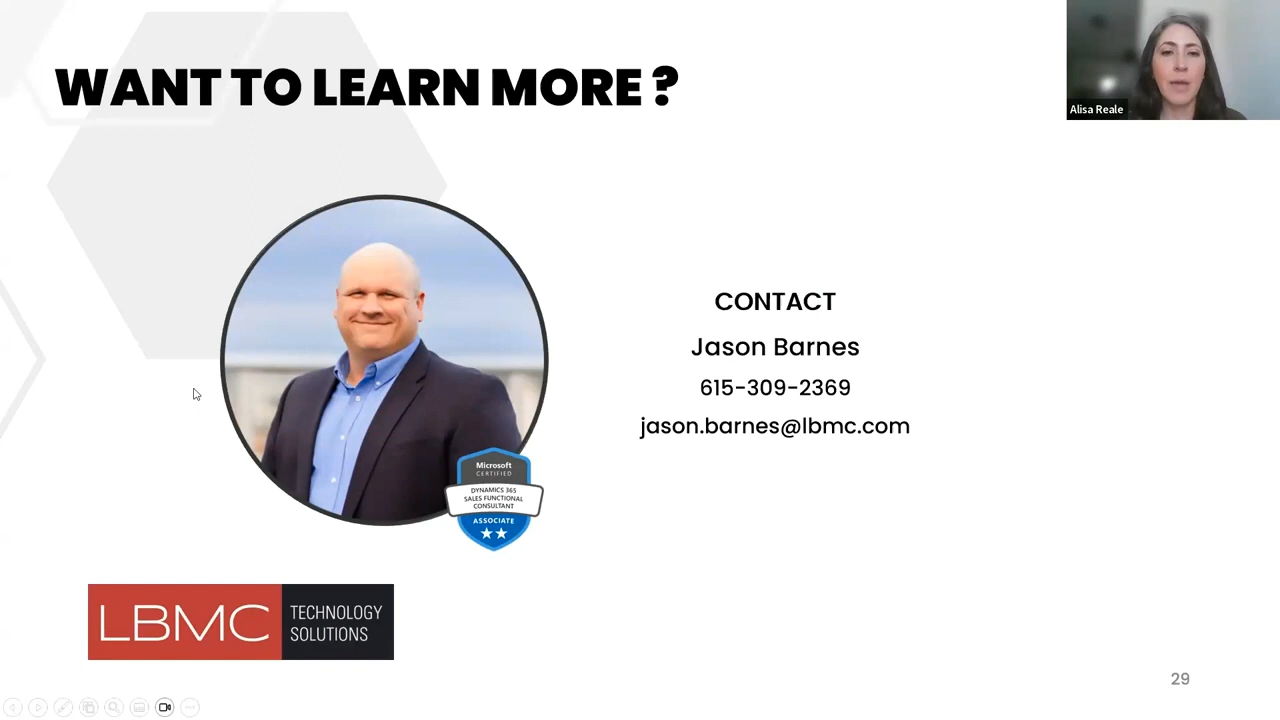 WANT TO LEARN MORE ?
Alisa Reale
CONTACT
Jason Barnes
615-309-2369
jason.barnes@lbmc.com
Microsoft
CERTIFIED
DYNAMICS 365
SALES FUNCTIONAL
CONSULTANT
ASSOCIATE
LBMC
TECHNOLOGY
SOLUTIONS
29